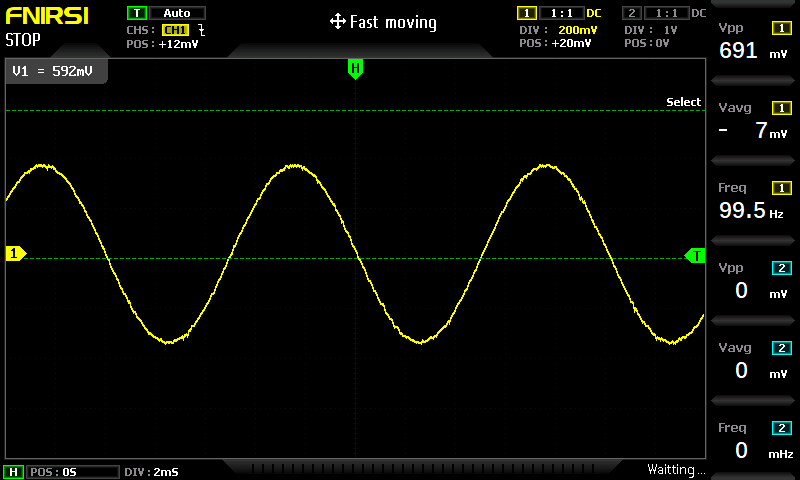 FNIRSI
STOP
T Auto
CHS: CH1
POS: +12mV
Fast moving
1 1:1 DC
DIV: 200mV
POS: +20mV
2 1:1 DC
DIV: 1V
POS: 0V
V1 = 592mV
H
Select
1
T
Vpp 1
691 mV
Vavg 1
- 7 mV
Freq 1
99.5 Hz
Vpp 2
0 mV
Vavg 2
0 mV
Freq 2
0 mHz
H POS: 0S DIV: 2mS
Waitting...